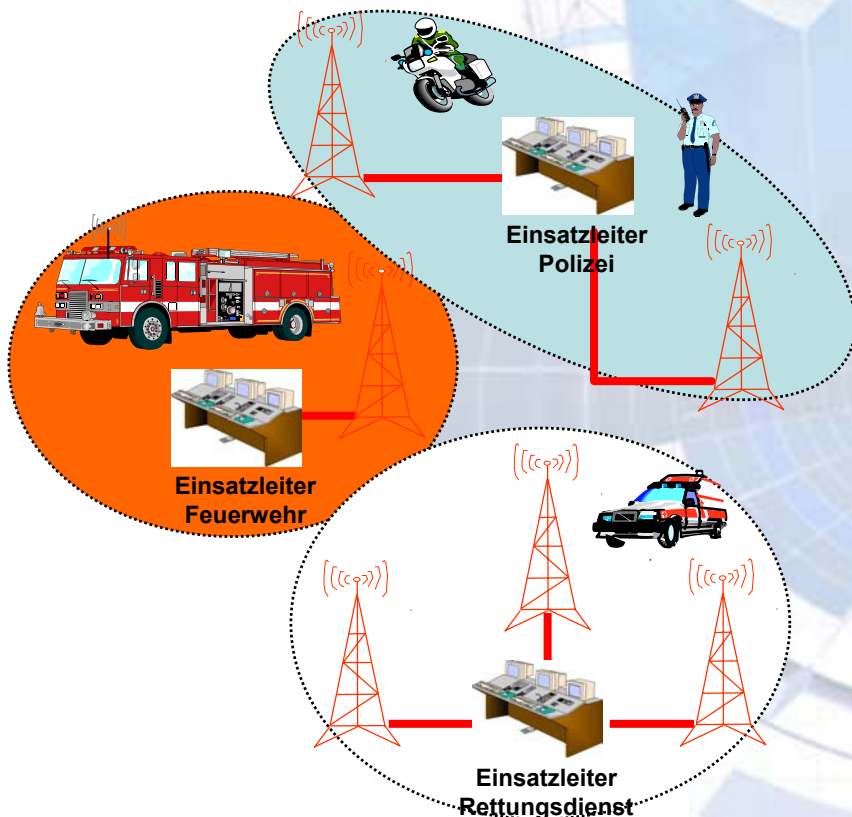 Einsatzleiter
Polizei
Einsatzleiter
Feuerwehr
Einsatzleiter
Rettungsdienst